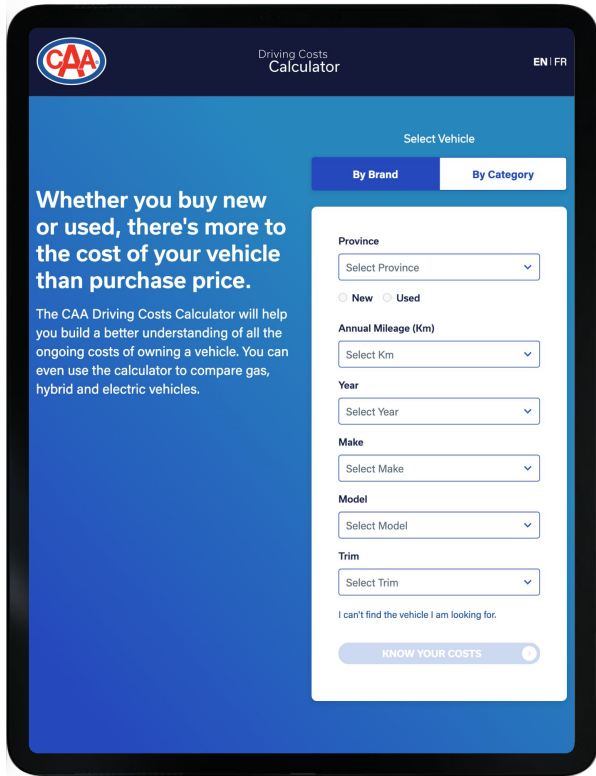 CAA
Driving Costs
Calculator
EN | FR
Select Vehicle
By Brand
By Category
Whether you buy new
or used, there's more to
the cost of your vehicle
than purchase price.
The CAA Driving Costs Calculator will help
you build a better understanding of all the
ongoing costs of owning a vehicle. You can
even use the calculator to compare gas,
hybrid and electric vehicles.
Province
Select Province
New
Used
Annual Mileage (Km)
Select Km
Year
Select Year
Make
Select Make
Model
Select Model
Trim
Select Trim
I can't find the vehicle I am looking for.
KNOW YOUR COSTS